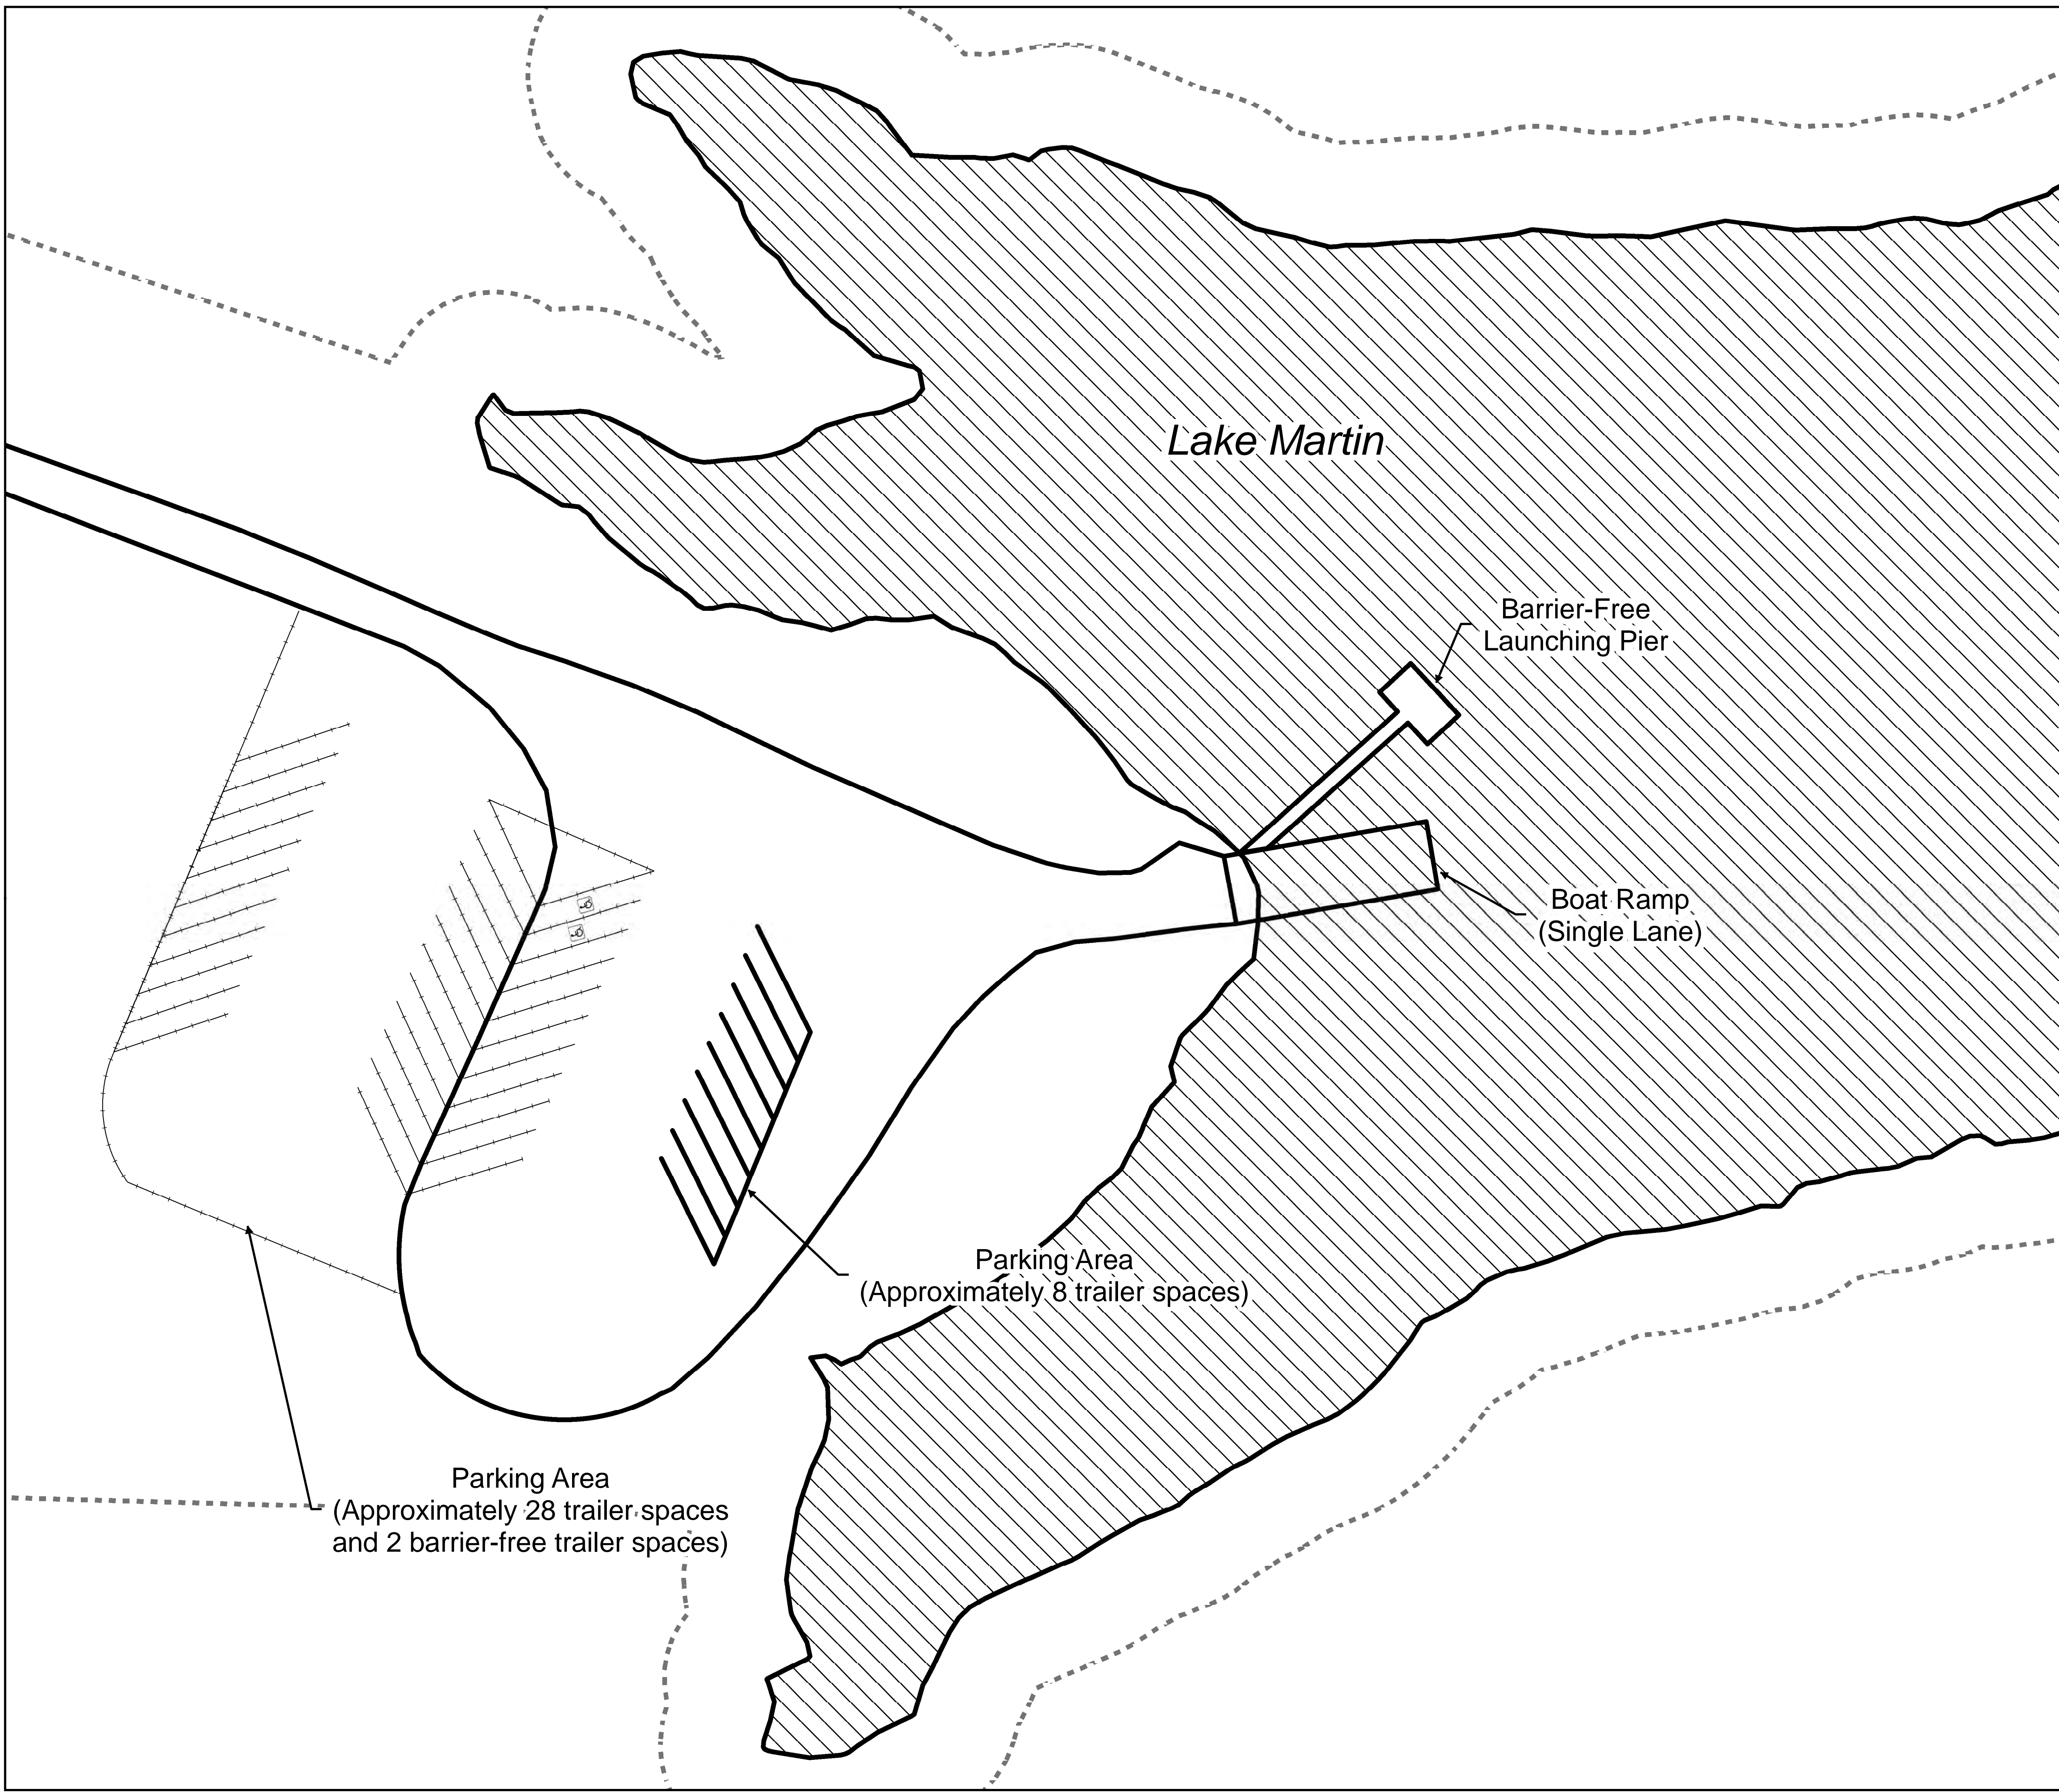 Lake Martin
Barrier-Free
Launching Pier
Boat Ramp
(Single Lane)
Parking Area
(Approximately 8 trailer spaces)
Parking Area
(Approximately 28 trailer spaces
and 2 barrier-free trailer spaces)